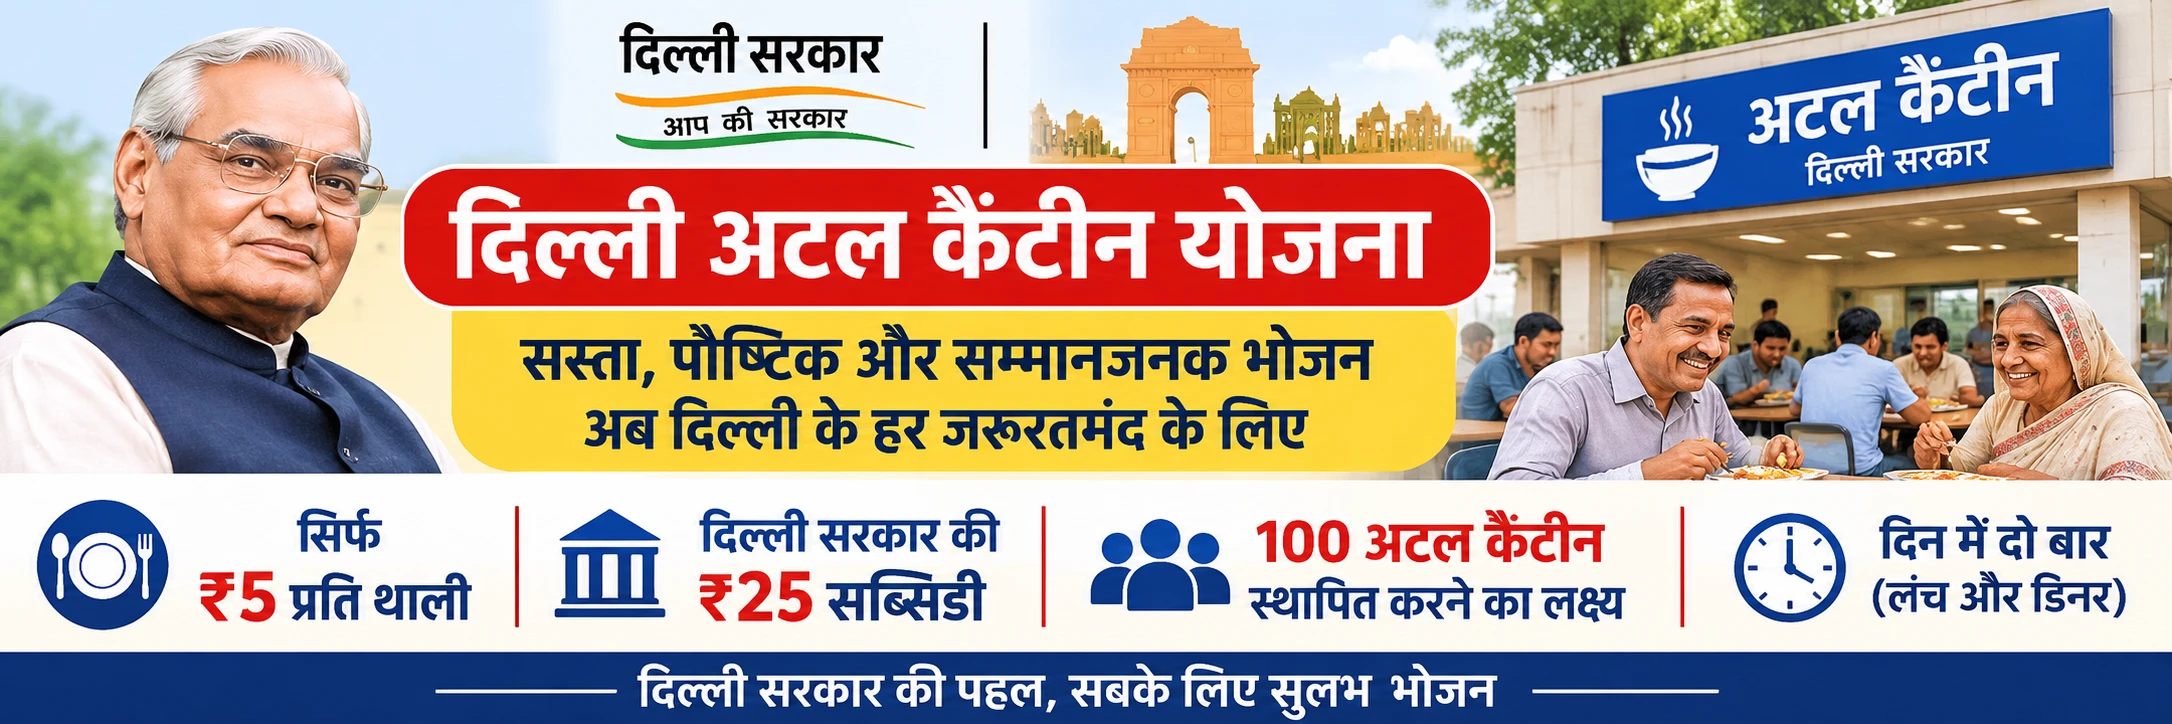 दिल्ली सरकार
आप की सरकार
अटल कैंटीन
दिल्ली सरकार
दिल्ली अटल कैंटीन योजना
सस्ता, पौष्टिक और सम्मानजनक भोजन
अब दिल्ली के हर जरूरतमंद के लिए
सिर्फ
₹5 प्रति थाली
दिल्ली सरकार की
₹25 सब्सिडी
100 अटल कैंटीन
स्थापित करने का लक्ष्य
दिन में दो बार
(लंच और डिनर)
दिल्ली सरकार की पहल, सबके लिए सुलभ भोजन